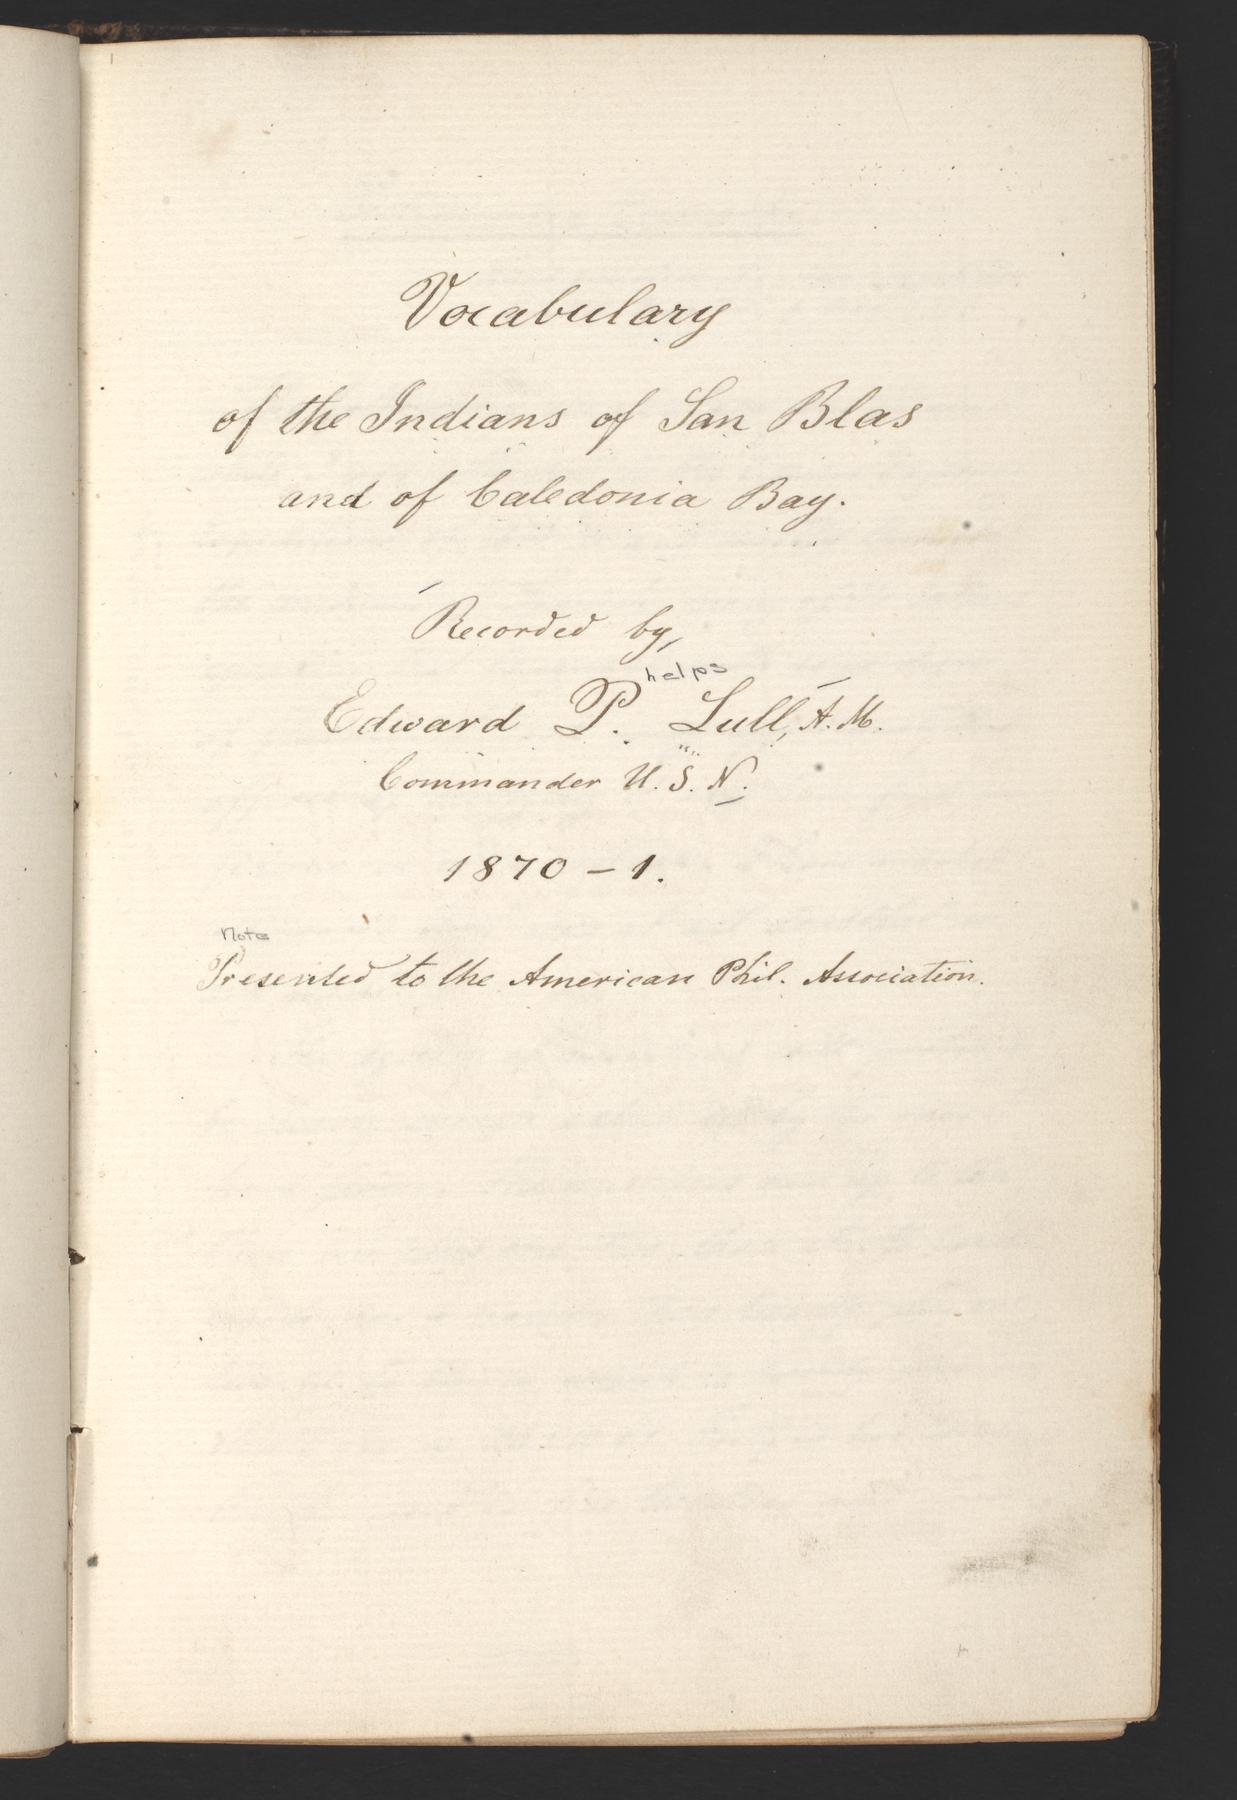 Vocabulary
of the Indians of San Blas
and of Caledonia Bay.
Recorded by,
helps
Edward P. Lull, A. M.
Commander U. S. N.
1870 – 1.
Note
Presented to the American Phil. Association.